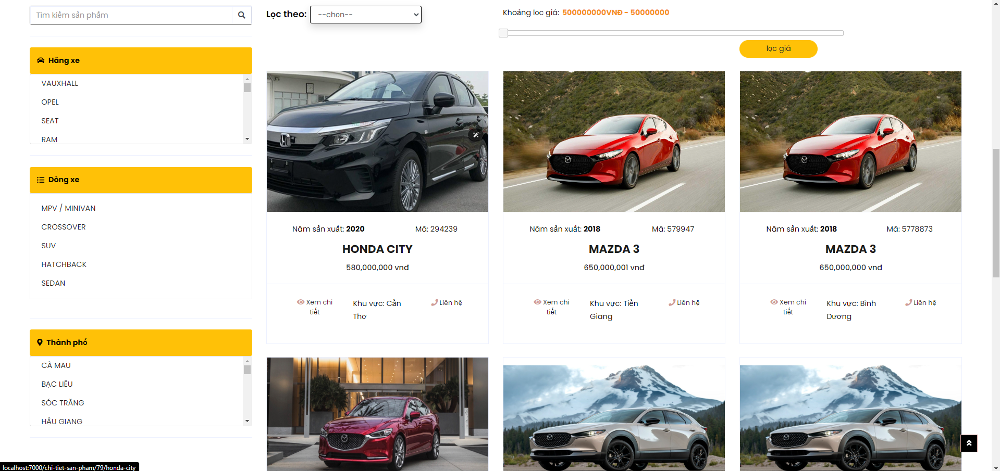 Tìm kiếm sản phẩm
Lọc theo: --chọn--
Khoảng lọc giá: 500000000VNĐ - 50000000
lọc giá
Hãng xe
VAUXHALL
OPEL
SEAT
RAM
Dòng xe
MPV / MINIVAN
CROSSOVER
SUV
HATCHBACK
SEDAN
Thành phố
CÀ MAU
BẠC LIÊU
SÓC TRĂNG
HẬU GIANG
Năm sản xuất: 2020 Mã: 294239
HONDA CITY
580,000,000 vnđ
Xem chi
tiết
Khu vực: Cần
Thơ
Liên hệ
Năm sản xuất: 2018 Mã: 579947
MAZDA 3
650,000,001 vnđ
Xem chi
tiết
Khu vực: Tiền
Giang
Liên hệ
Năm sản xuất: 2018 Mã: 5778873
MAZDA 3
650,000,000 vnđ
Xem chi
tiết
Khu vực: Bình
Dương
Liên hệ
localhost:7000/chi-tiet-san-pham/79/honda-city